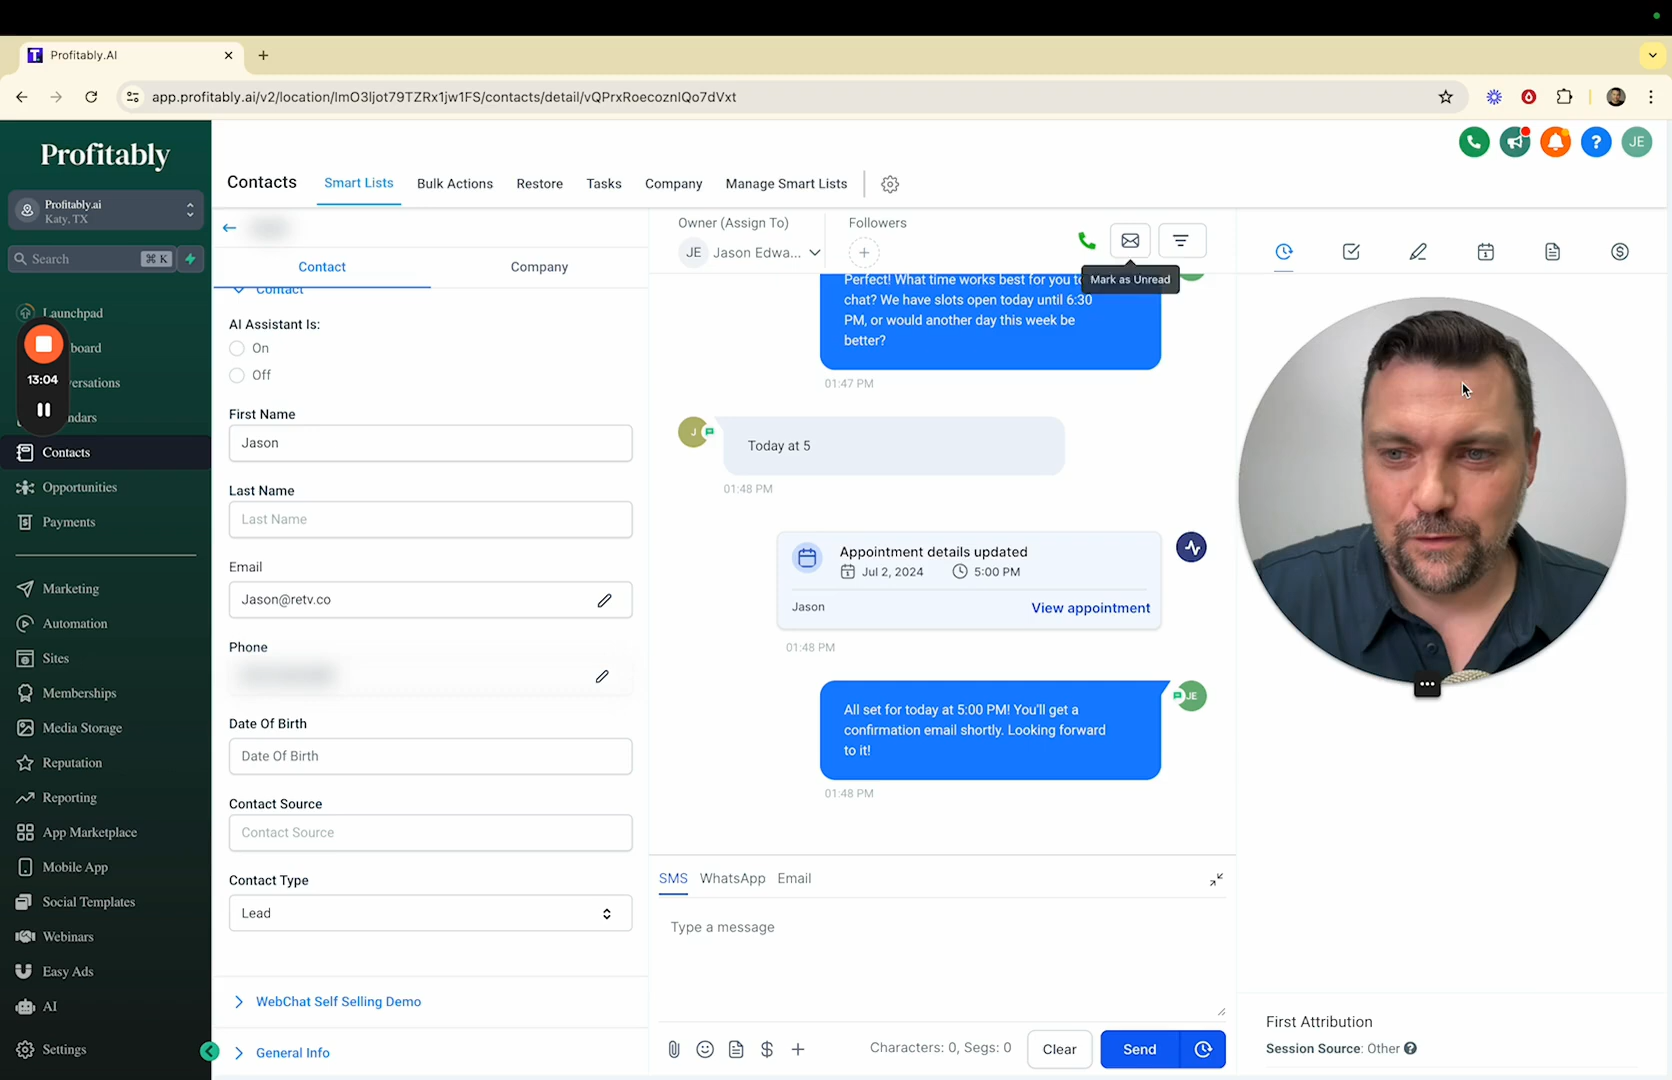 Profitably.AI
app.profitably.ai/v2/location/lmO3ljot79TZRx1jw1FS/contacts/detail/vQPrxRoecoznlQo7dVxt
Profitably
Profitably.ai
Katy, TX
Search
⌘ K
Launchpad
board
13:04
ersations
ndars
Contacts
Opportunities
Payments
Marketing
Automation
Sites
Memberships
Media Storage
Reputation
Reporting
App Marketplace
Mobile App
Social Templates
Webinars
Easy Ads
AI
Settings
Contacts
Smart Lists
Bulk Actions
Restore
Tasks
Company
Manage Smart Lists
?
JE
Contact
Company
Contact
AI Assistant Is:
On
Off
First Name
Jason
Last Name
Last Name
Email
Jason@retv.co
Phone
Date Of Birth
Date Of Birth
Contact Source
Contact Source
Contact Type
Lead
WebChat Self Selling Demo
General Info
Owner (Assign To)
JE
Jason Edwa...
Followers
Mark as Unread
Perfect! What time works best for you to
chat? We have slots open today until 6:30
PM, or would another day this week be
better?
01:47 PM
J
Today at 5
01:48 PM
Appointment details updated
Jul 2, 2024
5:00 PM
Jason
View appointment
01:48 PM
JE
All set for today at 5:00 PM! You'll get a
confirmation email shortly. Looking forward
to it!
01:48 PM
SMS
WhatsApp
Email
Type a message
Characters: 0, Segs: 0
Clear
Send
First Attribution
Session Source: Other